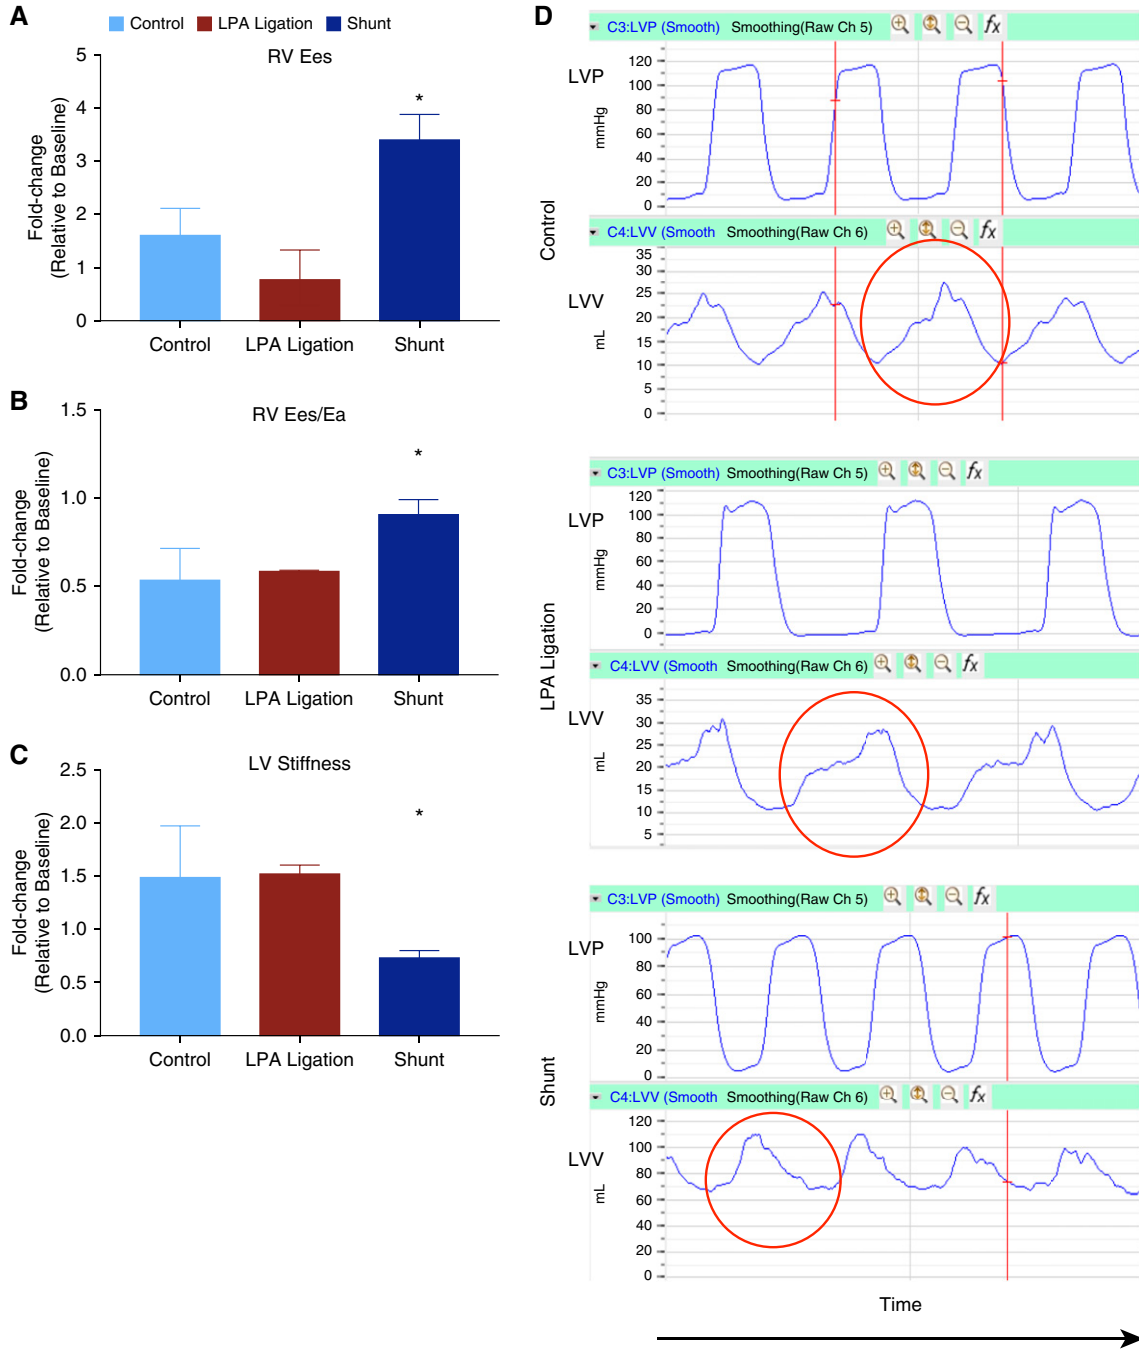 A
Control LPA Ligation Shunt
RV Ees
Fold-change
(Relative to Baseline)
5
4
3
2
1
0
*
Control LPA Ligation Shunt
B
RV Ees/Ea
Fold-change
(Relative to Baseline)
1.5
1.0
0.5
0.0
*
Control LPA Ligation Shunt
C
LV Stiffness
Fold-change
(Relative to Baseline)
2.5
2.0
1.5
1.0
0.5
0.0
*
Control LPA Ligation Shunt
D
Control
C3:LVP (Smooth) Smoothing(Raw Ch 5) fx
LVP
mmHg
120
100
80
60
40
20
0
C4:LVV (Smooth Smoothing(Raw Ch 6) fx
LVV
mL
35
30
25
20
15
10
5
0
LPA Ligation
C3:LVP (Smooth) Smoothing(Raw Ch 5) fx
LVP
mmHg
120
100
80
60
40
20
0
C4:LVV (Smooth Smoothing(Raw Ch 6) fx
LVV
mL
35
30
25
20
15
10
5
Shunt
C3:LVP (Smooth) Smoothing(Raw Ch 5) fx
LVP
mmHg
100
80
60
40
20
0
C4:LVV (Smooth Smoothing(Raw Ch 6) fx
LVV
mL
120
100
80
60
40
20
0
Time